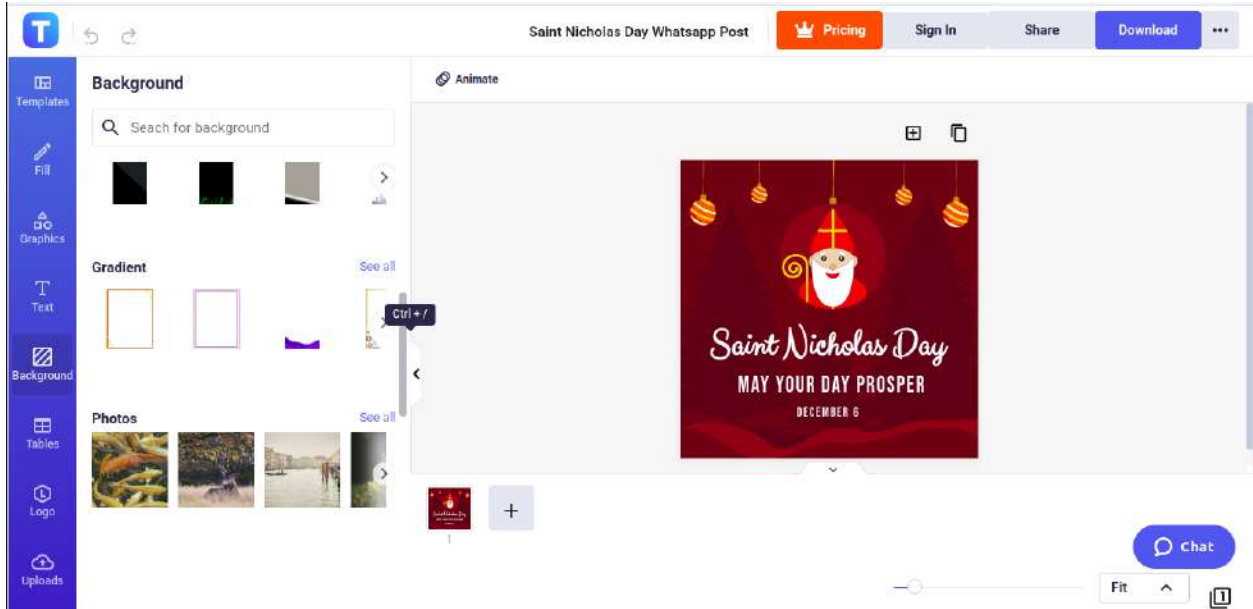 T
Saint Nicholas Day Whatsapp Post
Pricing
Sign In
Share
Download
Templates
Fill
Graphics
Text
Background
Tables
Logo
Uploads
Background
Seach for background
Gradient
See all
Ctrl + /
Photos
See all
Animate
Saint Nicholas Day
MAY YOUR DAY PROSPER
DECEMBER 6
1
Chat
Fit
1